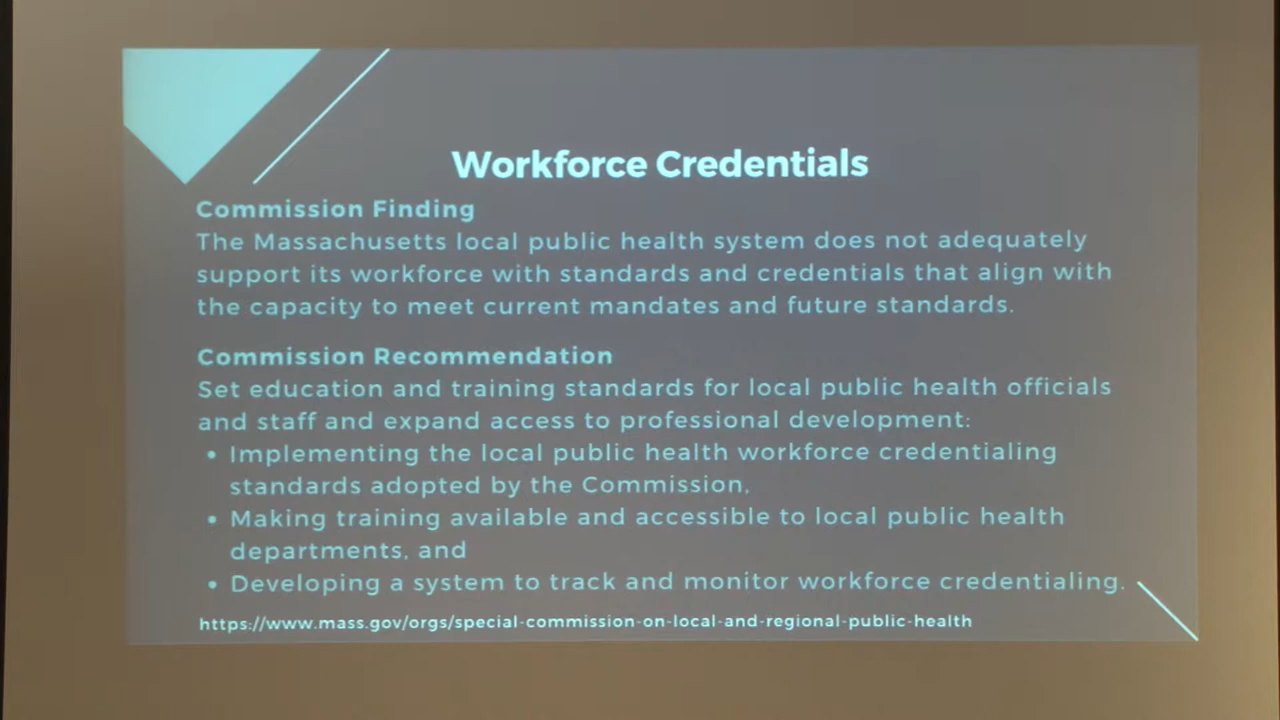 Workforce Credentials
Commission Finding
The Massachusetts local public health system does not adequately
support its workforce with standards and credentials that align with
the capacity to meet current mandates and future standards.
Commission Recommendation
Set education and training standards for local public health officials
and staff and expand access to professional development:
• Implementing the local public health workforce credentialing
standards adopted by the Commission,
• Making training available and accessible to local public health
departments, and
• Developing a system to track and monitor workforce credentialing.
https://www.mass.gov/orgs/special-commission-on-local-and-regional-public-health